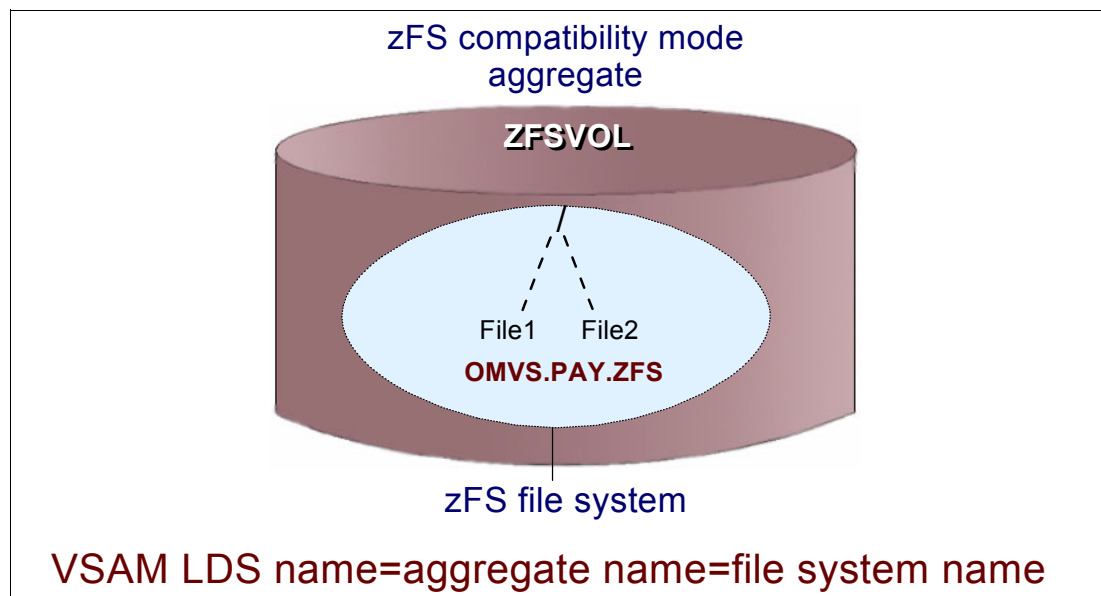 zFS compatibility mode
aggregate
ZFSVOL
File1 File2
OMVS.PAY.ZFS
zFS file system
VSAM LDS name=aggregate name=file system name